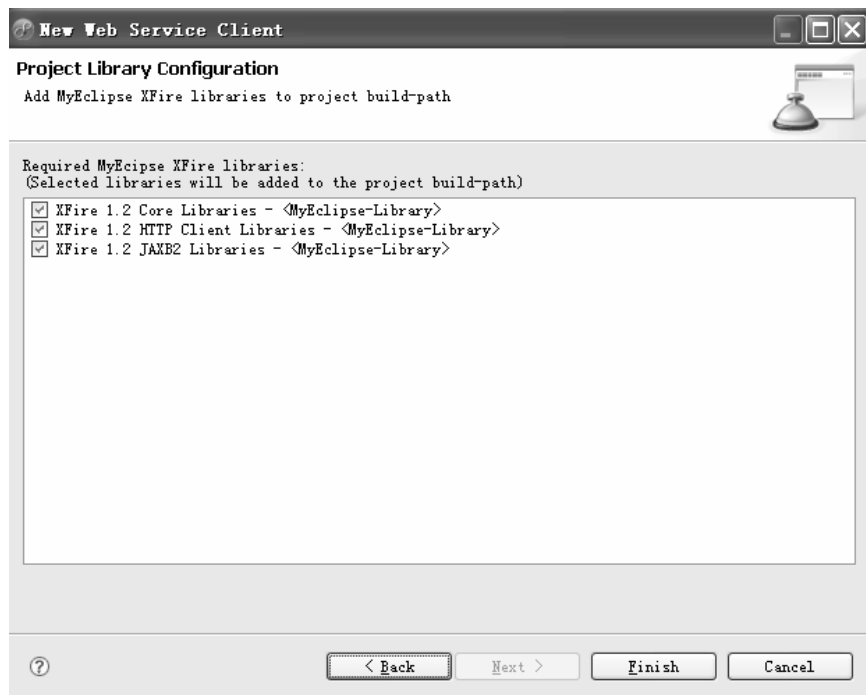 New Web Service Client
Project Library Configuration
Add MyEclipse XFire libraries to project build-path
Required MyEcipse XFire libraries:
(Selected libraries will be added to the project build-path)
XFire 1.2 Core Libraries - <MyEclipse-Library>
XFire 1.2 HTTP Client Libraries - <MyEclipse-Library>
XFire 1.2 JAXB2 Libraries - <MyEclipse-Library>
?
< Back
Next >
Finish
Cancel